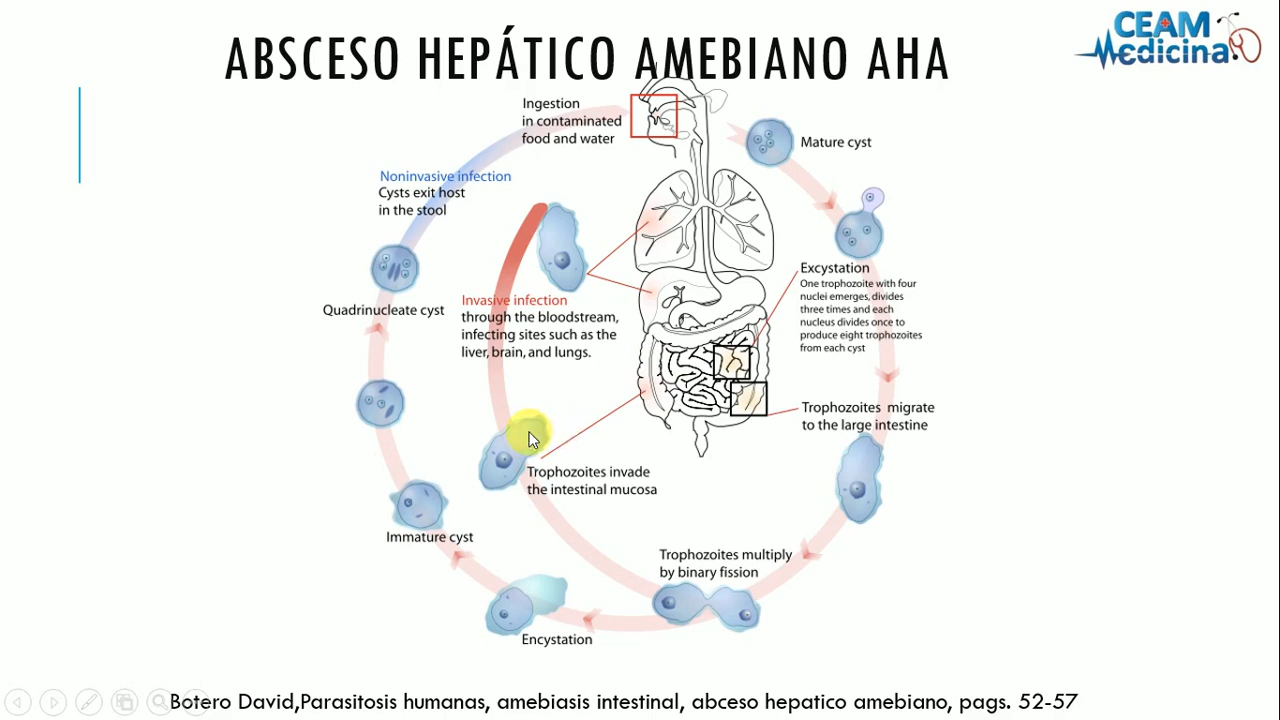 ABSCESO HEPÁTICO AMEBIANO AHA
CEAM
Medicina
Ingestion
in contaminated
food and water
Mature cyst
Noninvasive infection
Cysts exit host
in the stool
Excystation
One trophozoite with four
nuclei emerges, divides
three times and each
nucleus divides once to
produce eight trophozoites
from each cyst
Quadrinucleate cyst
Invasive infection
through the bloodstream,
infecting sites such as the
liver, brain, and lungs.
Trophozoites migrate
to the large intestine
Trophozoites invade
the intestinal mucosa
Immature cyst
Trophozoites multiply
by binary fission
Encystation
Botero David,Parasitosis humanas, amebiasis intestinal, abceso hepatico amebiano, pags. 52-57